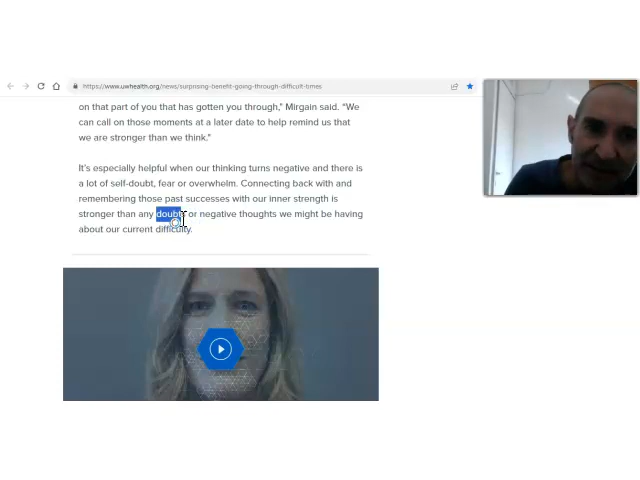 https://www.uwhealth.org/news/surprising-benefit-going-through-difficult-times
on that part of you that has gotten you through," Mirgain said. "We
can call on those moments at a later date to help remind us that
we are stronger than we think."
It's especially helpful when our thinking turns negative and there is
a lot of self-doubt, fear or overwhelm. Connecting back with and
remembering those past successes with our inner strength is
stronger than any doubts or negative thoughts we might be having
about our current difficulty.